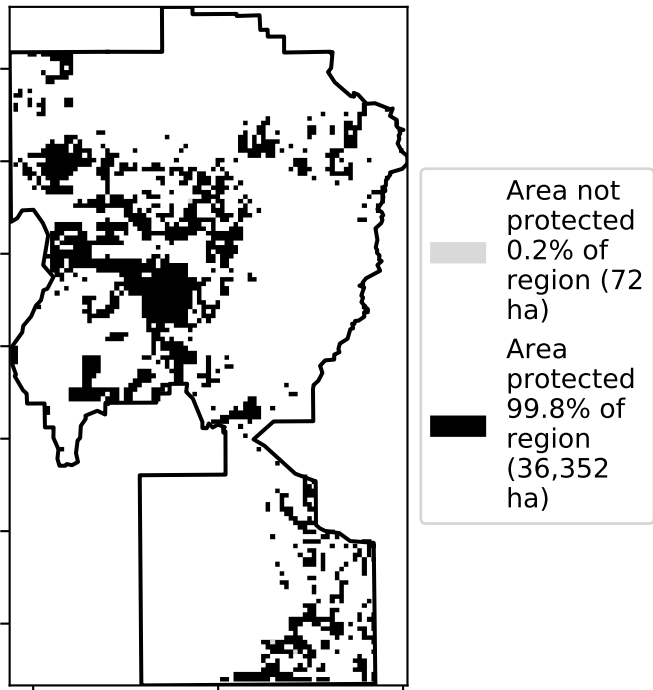 Area not
protected
0.2% of
region (72
ha)
Area
protected
99.8% of
region
(36,352
ha)